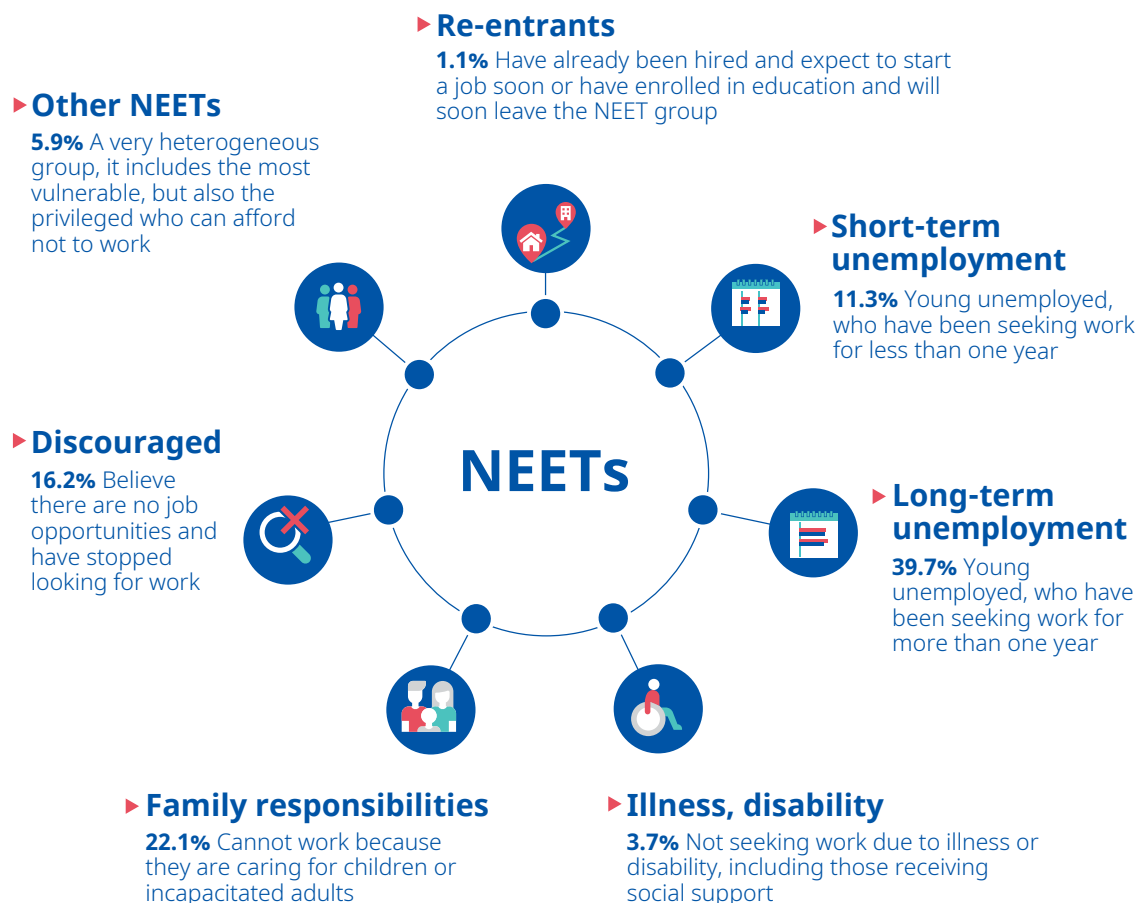 Re-entrants
1.1% Have already been hired and expect to start
a job soon or have enrolled in education and will
soon leave the NEET group
Other NEETs
5.9% A very heterogeneous
group, it includes the most
vulnerable, but also the
privileged who can afford
not to work
Short-term
unemployment
11.3% Young unemployed,
who have been seeking work
for less than one year
Discouraged
16.2% Believe
there are no job
opportunities and
have stopped
looking for work
NEETs
Long-term
unemployment
39.7% Young
unemployed, who have
been seeking work for
more than one year
Family responsibilities
22.1% Cannot work because
they are caring for children or
incapacitated adults
Illness, disability
3.7% Not seeking work due to illness or
disability, including those receiving
social support